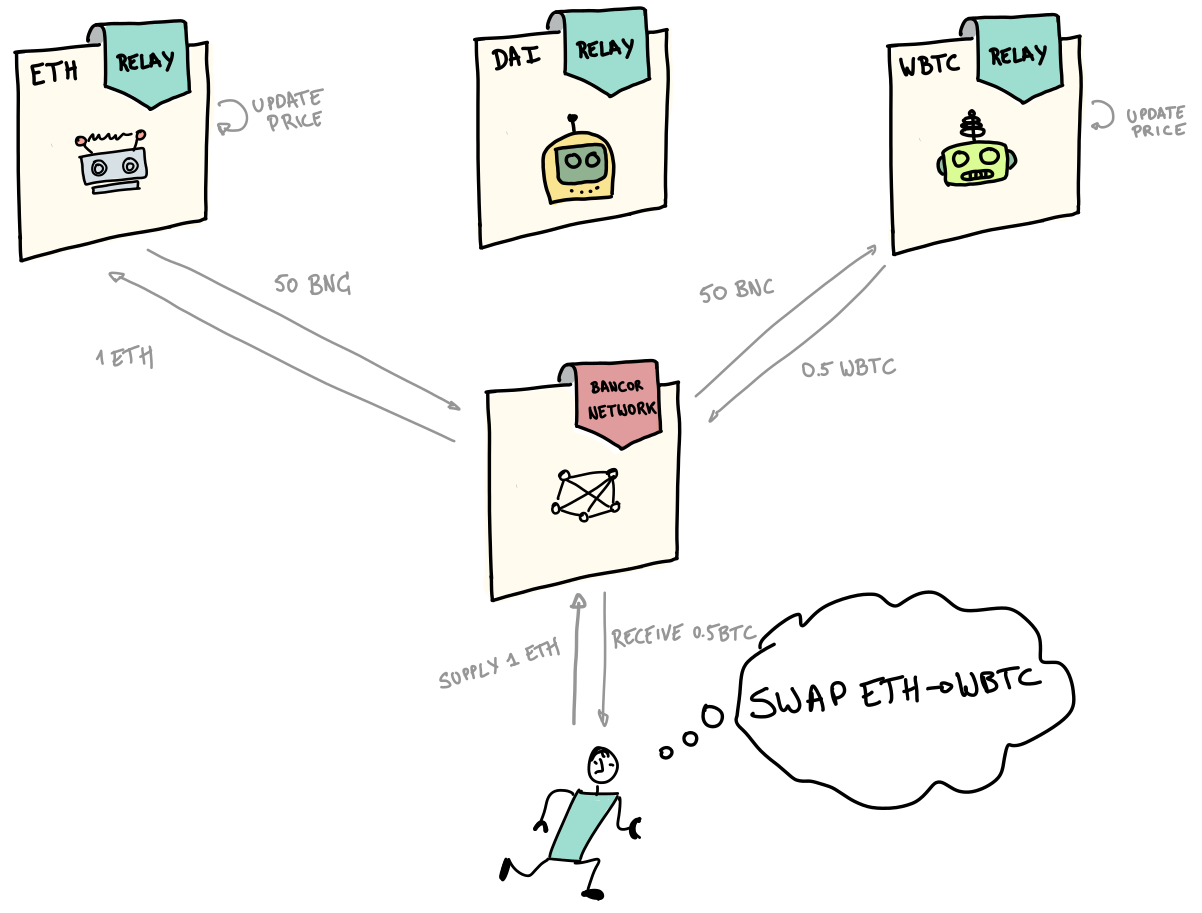 ETH
RELAY
UPDATE
PRICE
DAI
RELAY
WBTC
RELAY
UPDATE
PRICE
50 BNC
1 ETH
50 BNC
0.5 WBTC
BANCOR
NETWORK
SUPPLY 1 ETH
RECEIVE 0.5BTC
SWAP ETH→WBTC